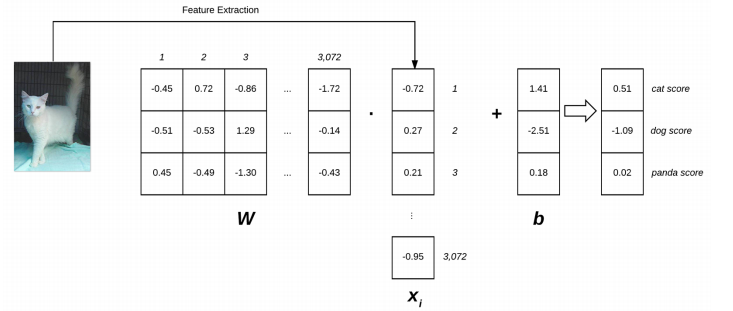 Feature Extraction
1 2 3 3,072
-0.45 0.72 -0.86 ... -1.72 · -0.72 1 + 1.41 0.51 cat score
-0.51 -0.53 1.29 ... -0.14 0.27 2 -2.51 -1.09 dog score
0.45 -0.49 -1.30 ... -0.43 0.21 3 0.18 0.02 panda score
W ⋮ b
-0.95 3,072
xi